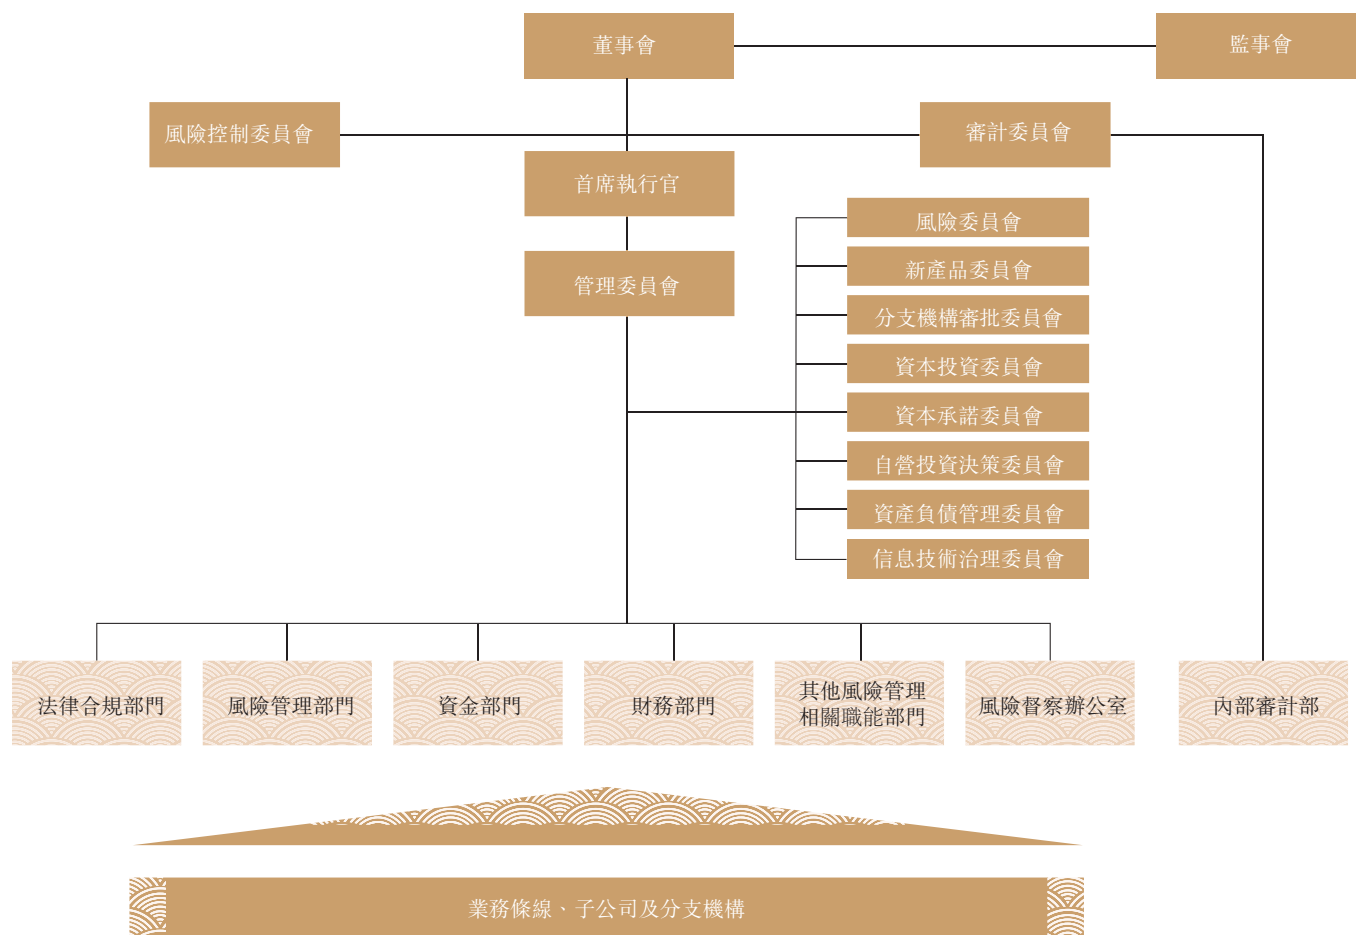 董事會
監事會
風險控制委員會
審計委員會
首席執行官
管理委員會
風險委員會
新產品委員會
分支機構審批委員會
資本投資委員會
資本承諾委員會
自營投資決策委員會
資產負債管理委員會
信息技術治理委員會
法律合規部門
風險管理部門
資金部門
財務部門
其他風險管理
相關職能部門
風險督察辦公室
內部審計部
業務條線、子公司及分支機構